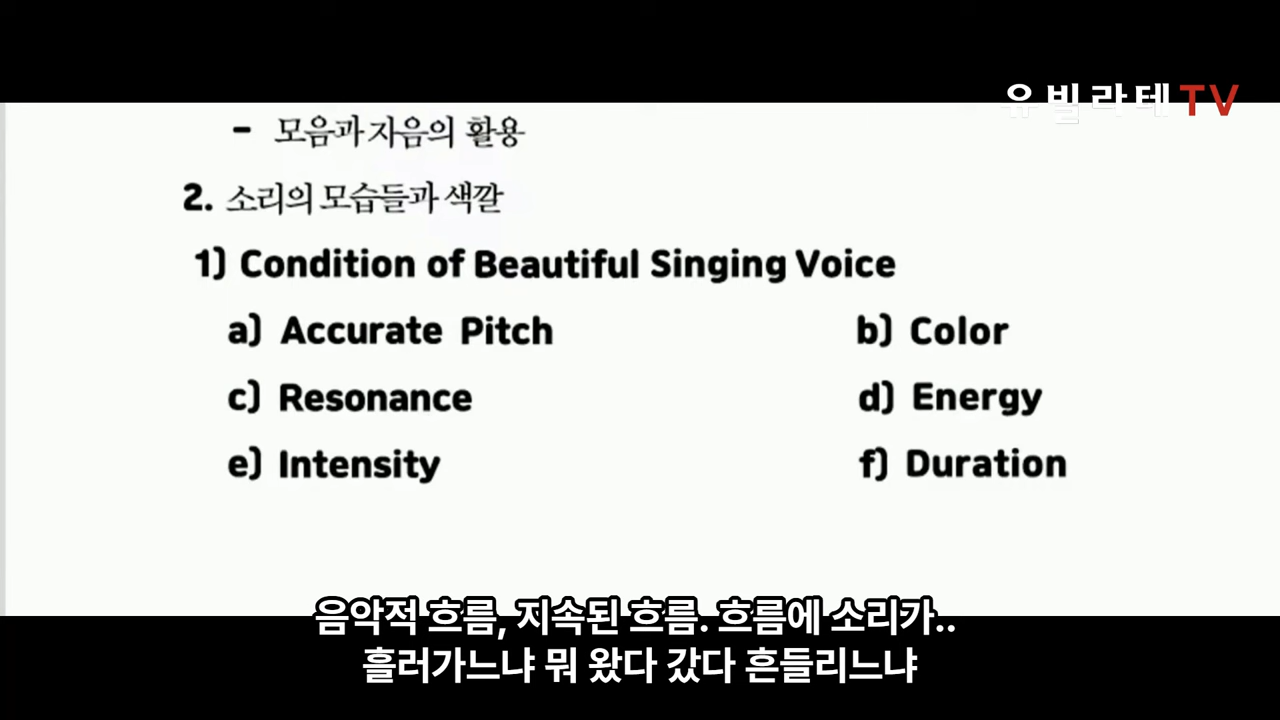 유빌라테TV
- 모음과 자음의 활용
2. 소리의 모습들과 색깔
1) Condition of Beautiful Singing Voice
a) Accurate Pitch b) Color
c) Resonance d) Energy
e) Intensity f) Duration
음악적 흐름, 지속된 흐름. 흐름에 소리가..
흘러가느냐 뭐 왔다 갔다 흔들리느냐